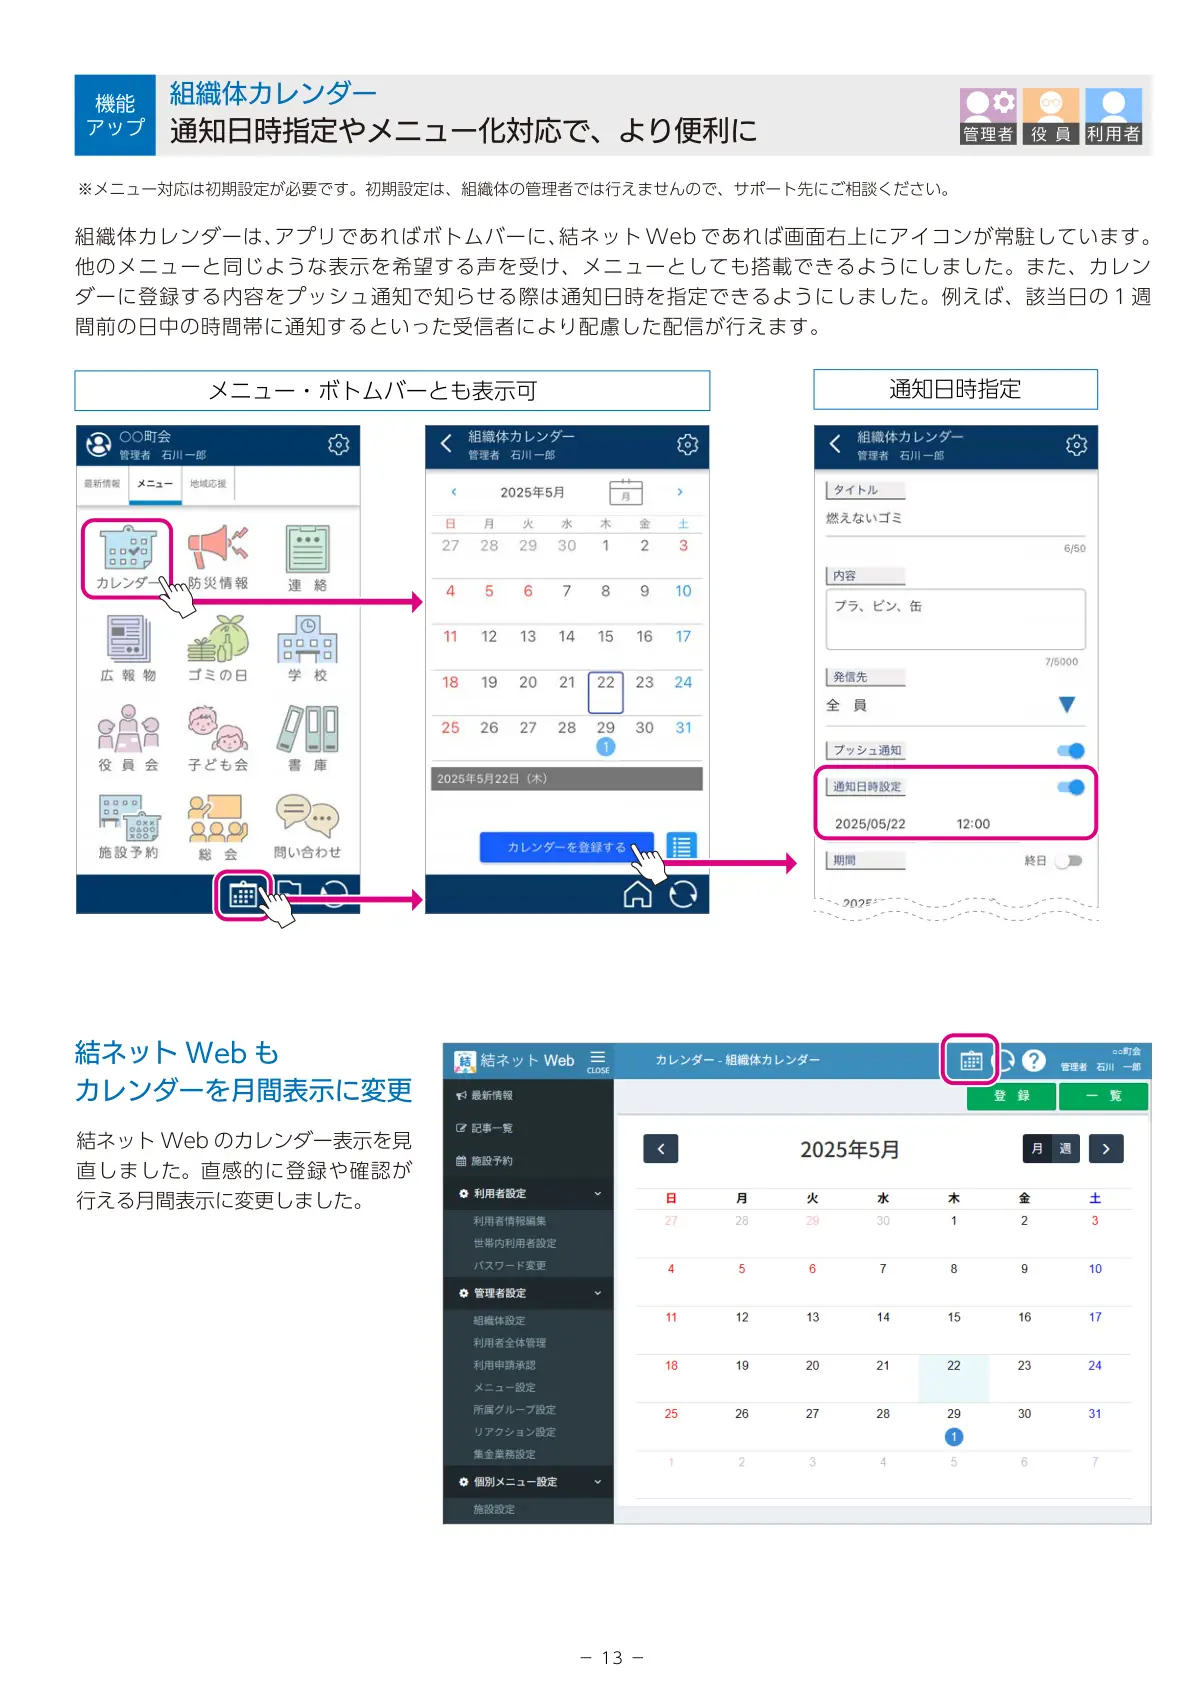 機能
アップ
組織体カレンダー
通知日時指定やメニュー化対応で、より便利に
管理者
役 員
利用者
※メニュー対応は初期設定が必要です。初期設定は、組織体の管理者では行えませんので、サポート先にご相談ください。
組織体カレンダーは、アプリであればボトムバーに、結ネット Web であれば画面右上にアイコンが常駐しています。
他のメニューと同じような表示を希望する声を受け、メニューとしても搭載できるようにしました。また、カレン
ダーに登録する内容をプッシュ通知で知らせる際は通知日時を指定できるようにしました。例えば、該当日の 1 週
間前の日中の時間帯に通知するといった受信者により配慮した配信が行えます。
メニュー・ボトムバーとも表示可
○○町会
管理者 石川 一郎
最新情報 メニュー 地域応援
カレンダー 防災情報 連 絡
広 報 物 ゴミの日 学 校
役 員 会 子ども会 書 庫
施設予約 総 会 問い合わせ
組織体カレンダー
管理者 石川 一郎
2025年5月
月
日 月 火 水 木 金 土
27 28 29 30 1 2 3
4 5 6 7 8 9 10
11 12 13 14 15 16 17
18 19 20 21 22 23 24
25 26 27 28 29 30 31
1
2025年5月22日（木）
カレンダーを登録する
通知日時指定
組織体カレンダー
管理者 石川 一郎
タイトル
燃えないゴミ
6/50
内容
プラ、ビン、缶
7/5000
発信先
全 員
プッシュ通知
通知日時設定
2025/05/22 12:00
期間
終日
結ネット Web も
カレンダーを月間表示に変更
結ネット Web のカレンダー表示を見
直しました。直感的に登録や確認が
行える月間表示に変更しました。
結
結ネット Web
CLOSE
カレンダー - 組織体カレンダー
?
○○町会
管理者 石川 一郎
登 録
一 覧
最新情報
記事一覧
施設予約
利用者設定
利用者情報編集
世帯内利用者設定
パスワード変更
管理者設定
組織体設定
利用者全体管理
利用申請承認
メニュー設定
所属グループ設定
リアクション設定
集金業務設定
個別メニュー設定
施設設定
2025年5月
月 週
日 月 火 水 木 金 土
27 28 29 30 1 2 3
4 5 6 7 8 9 10
11 12 13 14 15 16 17
18 19 20 21 22 23 24
25 26 27 28 29 30 31
1
1 2 3 4 5 6 7
− 13 −